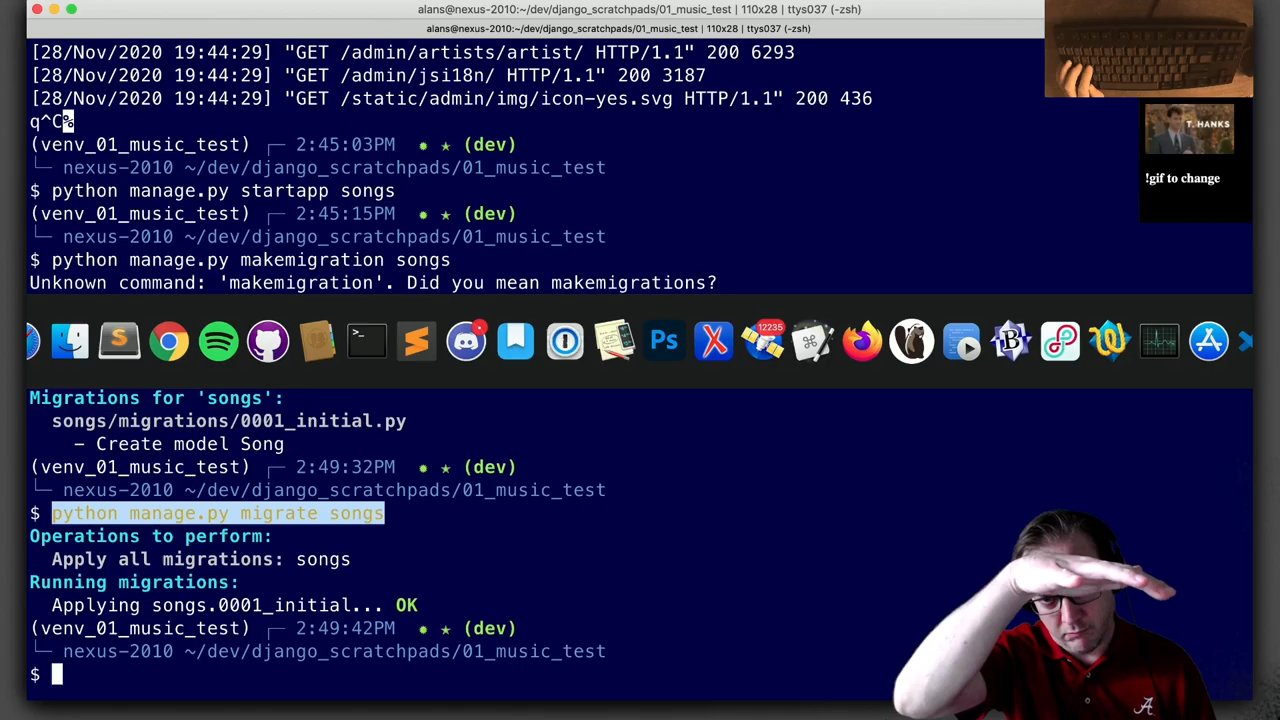 alans@nexus-2010:~/dev/django_scratchpads/01_music_test | 110x28 | ttys037 (-zsh)
alans@nexus-2010:~/dev/django_scratchpads/01_music_test | 110x28 | ttys037 (-zsh)
[28/Nov/2020 19:44:29] "GET /admin/artists/artist/ HTTP/1.1" 200 6293
[28/Nov/2020 19:44:29] "GET /admin/jsi18n/ HTTP/1.1" 200 3187
[28/Nov/2020 19:44:29] "GET /static/admin/img/icon-yes.svg HTTP/1.1" 200 436
q^C%
(venv_01_music_test) ┌─ 2:45:03PM ✹ ★ (dev)
└─ nexus-2010 ~/dev/django_scratchpads/01_music_test
$ python manage.py startapp songs
(venv_01_music_test) ┌─ 2:45:15PM ✹ ★ (dev)
└─ nexus-2010 ~/dev/django_scratchpads/01_music_test
$ python manage.py makemigration songs
Unknown command: 'makemigration'. Did you mean makemigrations?
T. HANKS
!gif to change
>_
S
Ps
X
12235
⌘
B
Migrations for 'songs':
songs/migrations/0001_initial.py
- Create model Song
(venv_01_music_test) ┌─ 2:49:32PM ✹ ★ (dev)
└─ nexus-2010 ~/dev/django_scratchpads/01_music_test
$ python manage.py migrate songs
Operations to perform:
Apply all migrations: songs
Running migrations:
Applying songs.0001_initial... OK
(venv_01_music_test) ┌─ 2:49:42PM ✹ ★ (dev)
└─ nexus-2010 ~/dev/django_scratchpads/01_music_test
$
A